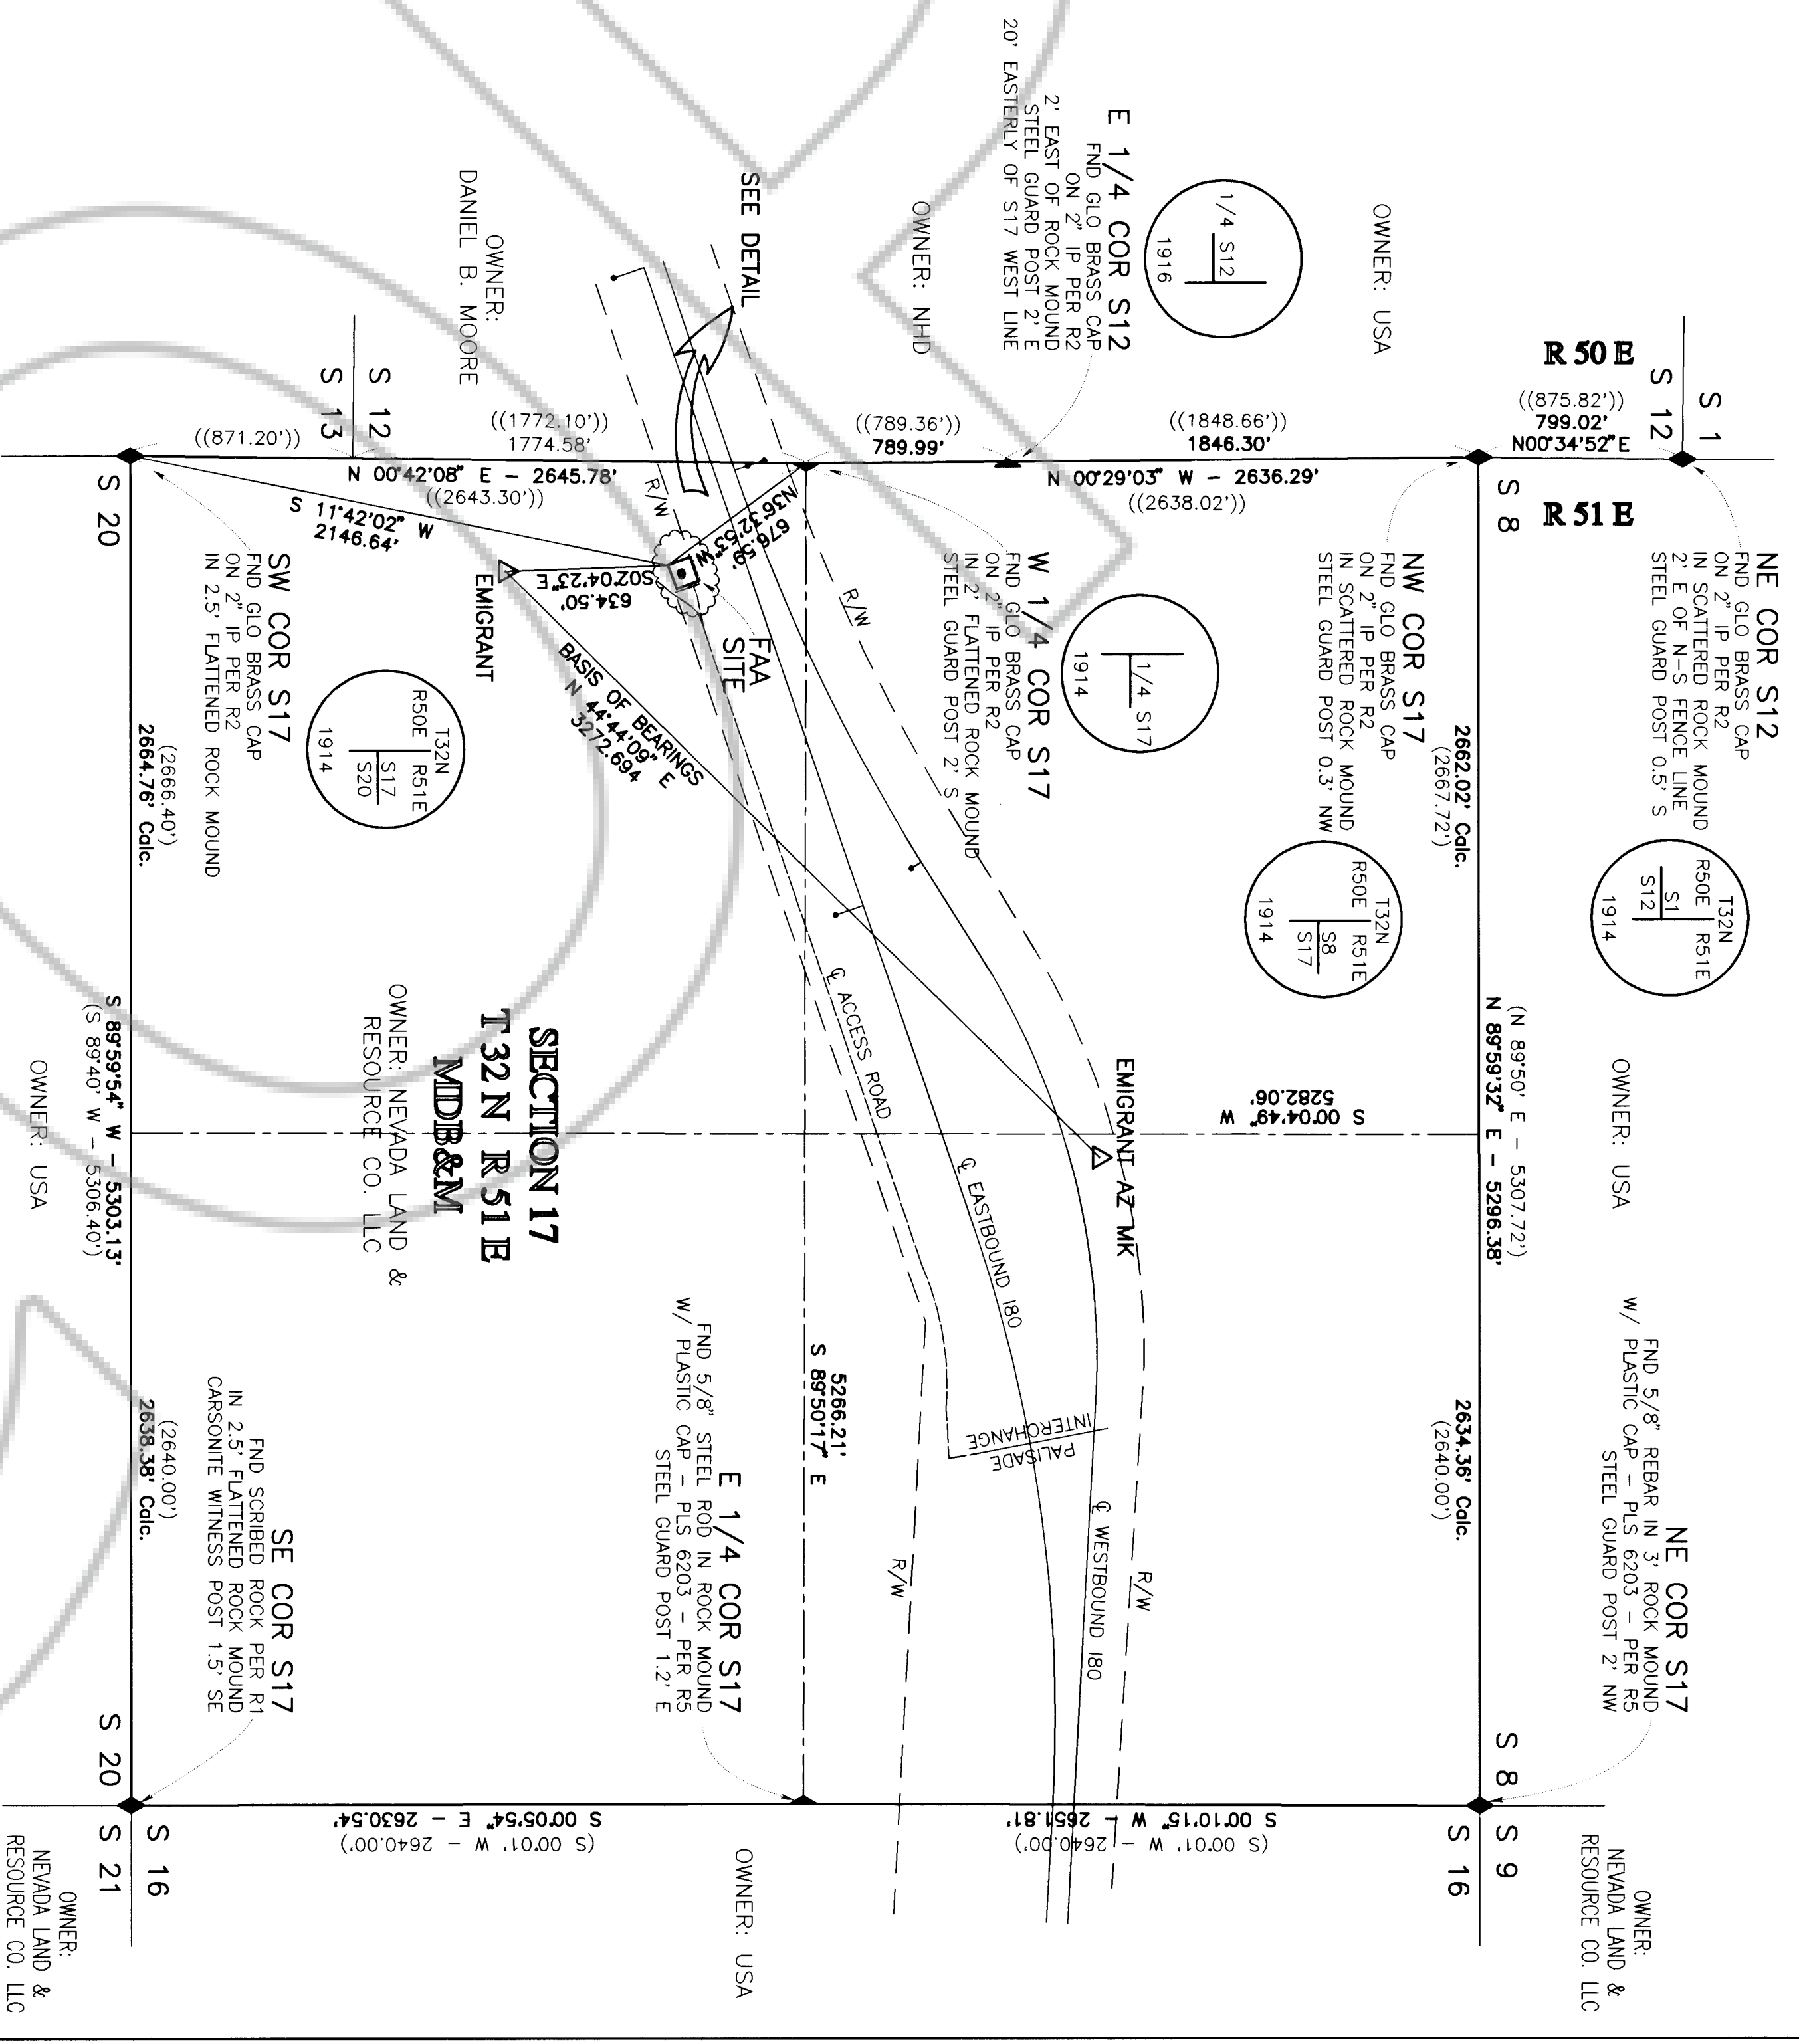 NE COR S12
FND GLO BRASS CAP
ON 2" IP PER R2
IN SCATTERED ROCK MOUND
2' E OF N-S FENCE LINE
STEEL GUARD POST 0.5' S
T32N
R50E R51E
S1
S12
1914
S 1
S 12
R 50 E
R 51 E
((875.82'))
799.02'
N00°34'52"E
S 8
OWNER: USA
NW COR S17
FND GLO BRASS CAP
ON 2" IP PER R2
IN SCATTERED ROCK MOUND
STEEL GUARD POST 0.3' NW
T32N
R50E R51E
S8
S17
1914
2662.02' Calc.
(2667.72')
(N 89°50' E - 5307.72')
N 89°59'32" E - 5296.38'
OWNER: USA
2634.36' Calc.
(2640.00')
NE COR S17
FND 5/8" REBAR IN 3' ROCK MOUND
W/ PLASTIC CAP - PLS 6203 - PER R5
STEEL GUARD POST 2' NW
S 8
S 9
S 16
OWNER:
NEVADA LAND &
RESOURCE CO. LLC
1/4 S12
1916
E 1/4 COR S12
FND GLO BRASS CAP
ON 2" IP PER R2
2' EAST OF ROCK MOUND
STEEL GUARD POST 2' E
20' EASTERLY OF S17 WEST LINE
((1848.66'))
1846.30'
N 00°29'03" W - 2636.29'
((2638.02'))
((789.36'))
789.99'
OWNER: NHD
1/4 S17
1914
W 1/4 COR S17
FND GLO BRASS CAP
ON 2" IP PER R2
IN 2' FLATTENED ROCK MOUND
STEEL GUARD POST 2' S
S 00°04'49" W
5282.06'
EMIGRANT AZ MK
R/W
R/W
℄ WESTBOUND I80
℄ EASTBOUND I80
PALISADE
INTERCHANGE
S 00°10'15" W - 2651.81'
(S 00°01' W - 2640.00')
SEE DETAIL
R/W
N36°32'53"W
676.59'
FAA
SITE
S02°04'23"E
634.50'
EMIGRANT
BASIS OF BEARINGS
N 44°44'09" E
3272.694
℄ ACCESS ROAD
5266.21'
S 89°50'17" E
R/W
E 1/4 COR S17
FND 5/8" STEEL ROD IN ROCK MOUND
W/ PLASTIC CAP - PLS 6203 - PER R5
STEEL GUARD POST 1.2' E
OWNER: USA
OWNER:
DANIEL B. MOORE
((1772.10'))
1774.58'
N 00°42'08" E - 2645.78'
((2643.30'))
S 11°42'02" W
2146.64'
S 12
S 13
((871.20'))
SECTION 17
T 32 N R 51 E
MDB&M
OWNER: NEVADA LAND &
RESOURCE CO. LLC
S 00°05'54" E - 2630.54'
(S 00°01' W - 2640.00')
SW COR S17
FND GLO BRASS CAP
ON 2" IP PER R2
IN 2.5' FLATTENED ROCK MOUND
T32N
R50E R51E
S17
S20
1914
S 20
(2666.40')
2664.76' Calc.
S 89°59'54" W - 5303.13'
(S 89°40' W - 5306.40')
OWNER: USA
(2640.00')
2638.38' Calc.
SE COR S17
FND SCRIBED ROCK PER R1
IN 2.5' FLATTENED ROCK MOUND
CARSONITE WITNESS POST 1.5' SE
S 20
S 16
S 21
OWNER:
NEVADA LAND &
RESOURCE CO. LLC